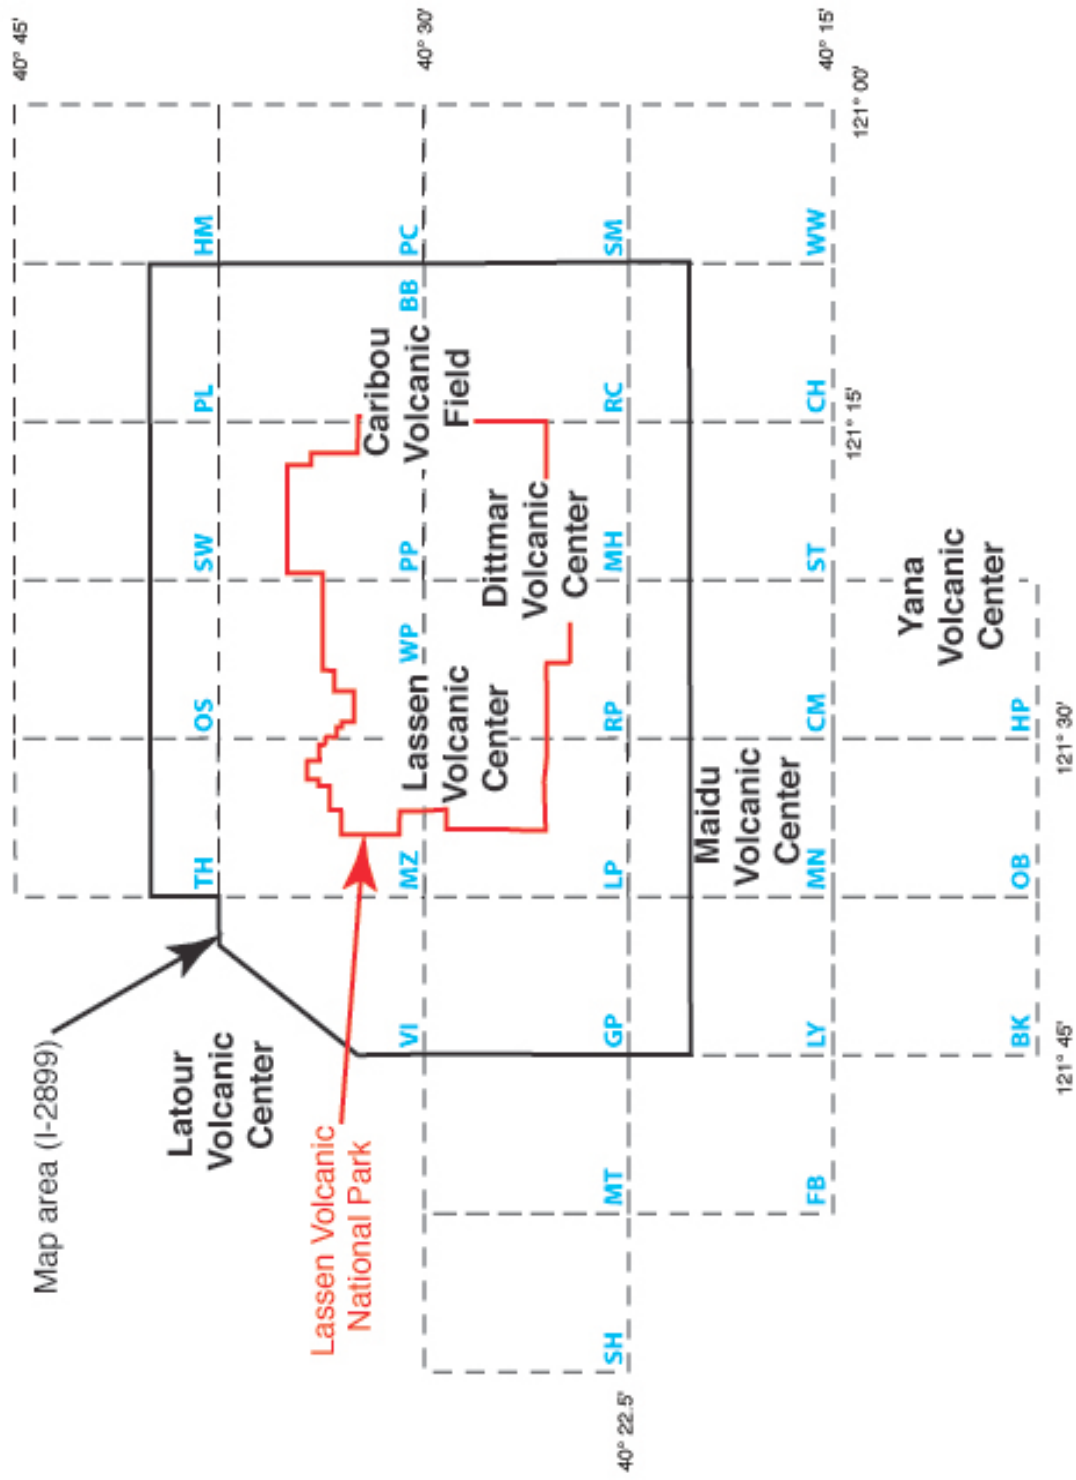 40° 45'
Map area (I-2899)
Latour
Volcanic
Center
TH OS SW PL HM
Lassen Volcanic
National Park
Caribou
Volcanic
Field
VI MZ WP PP BB PC
40° 30'
Lassen
Volcanic
Center
Dittmar
Volcanic
Center
SH MT GP LP RP MH RC SM
40° 22.5'
Maidu
Volcanic
Center
FB LY MN CM ST CH WW
40° 15'
121° 15'
121° 00'
Yana
Volcanic
Center
BK OB HP
121° 45'
121° 30'